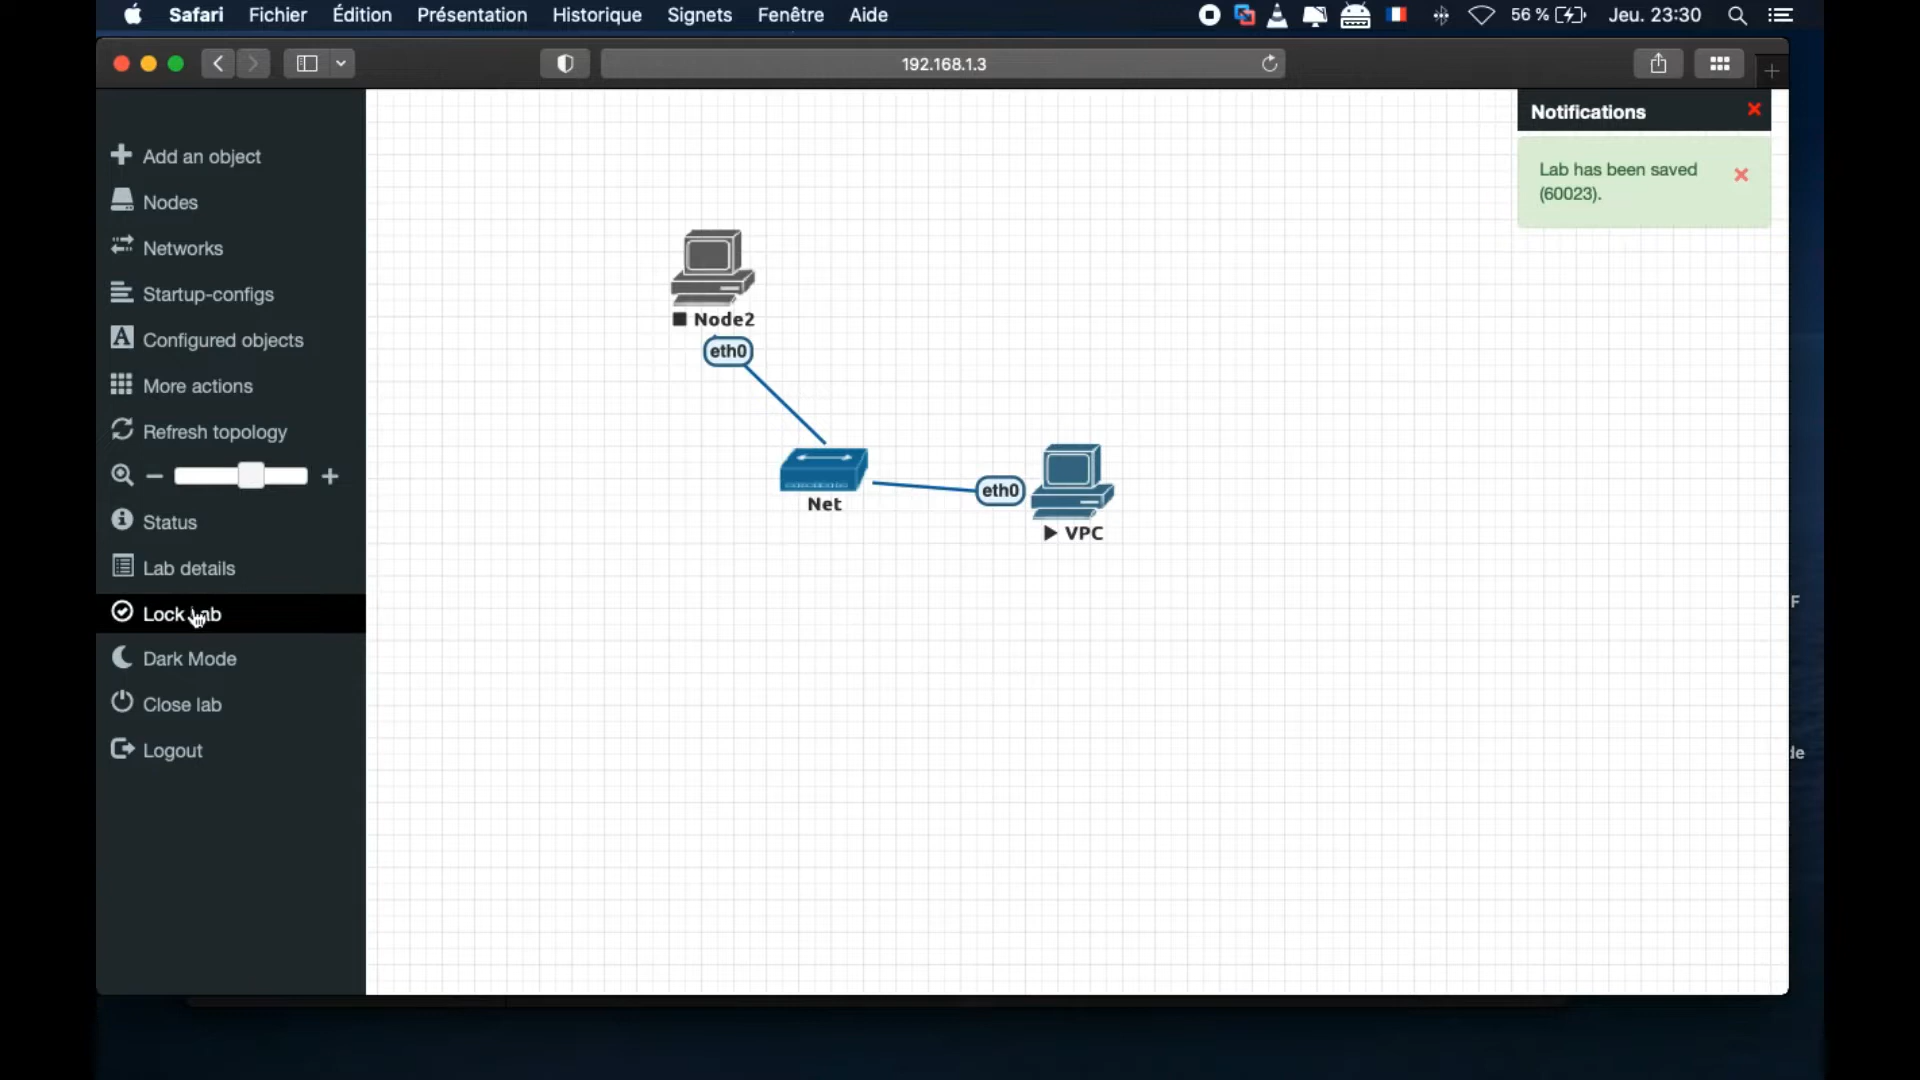 Safari Fichier Édition Présentation Historique Signets Fenêtre Aide 56 % Jeu. 23:30
192.168.1.3
Notifications
Lab has been saved
(60023).
Add an object
Nodes
Networks
Startup-configs
Configured objects
More actions
Refresh topology
Status
Lab details
Lock
Dark Mode
Close lab
Logout
Node2
eth0
Net
eth0
VPC
F